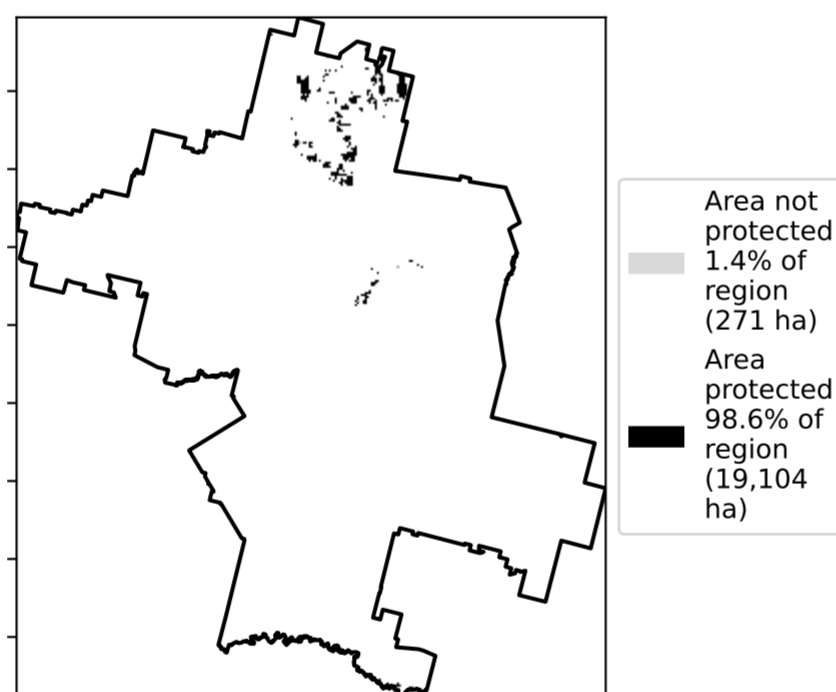 Area not
protected
1.4% of
region
(271 ha)
Area
protected
98.6% of
region
(19,104
ha)